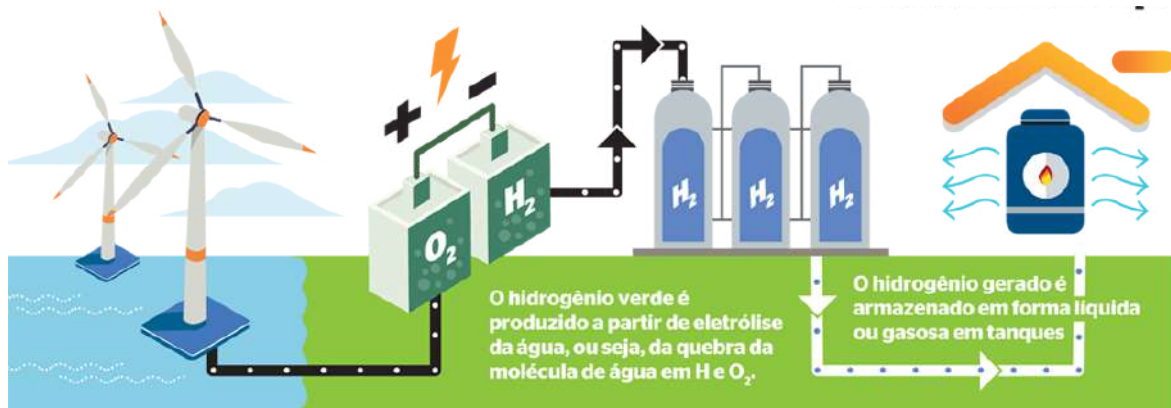 + -
O₂
H₂
H₂
H₂
H₂
O hidrogênio verde é
produzido a partir de eletrólise
da água, ou seja, da quebra da
molécula de água em H e O₂.
O hidrogênio gerado é
armazenado em forma líquida
ou gasosa em tanques